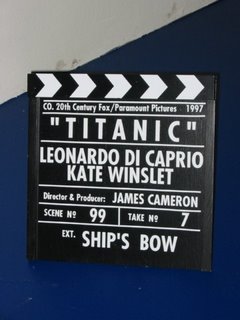 CO. 20th Century Fox/Paramount Pictures 1997
"TITANIC"
LEONARDO DI CAPRIO
KATE WINSLET
Director & Producer: JAMES CAMERON
SCENE Nº 99 TAKE Nº 7
EXT. SHIP'S BOW